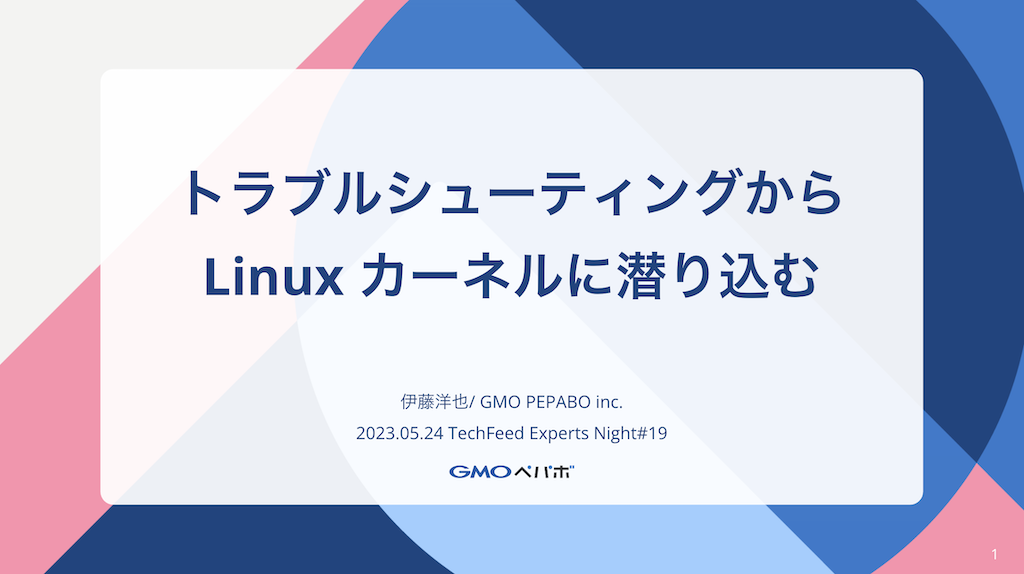 トラブルシューティングから
Linux カーネルに潜り込む
伊藤洋也/ GMO PEPABO inc.
2023.05.24 TechFeed Experts Night#19
GMOペパボ
1